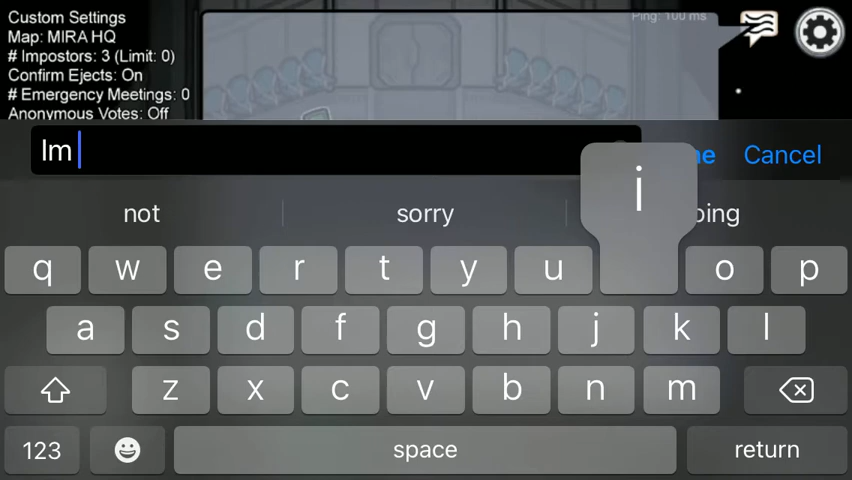 Custom Settings
Map: MIRA HQ
# Impostors: 3 (Limit: 0)
Confirm Ejects: On
# Emergency Meetings: 0
Anonymous Votes: Off
Ping: 100 ms
Im
Cancel
not
sorry
q w e r t y u i o p
a s d f g h j k l
z x c v b n m
123
space
return